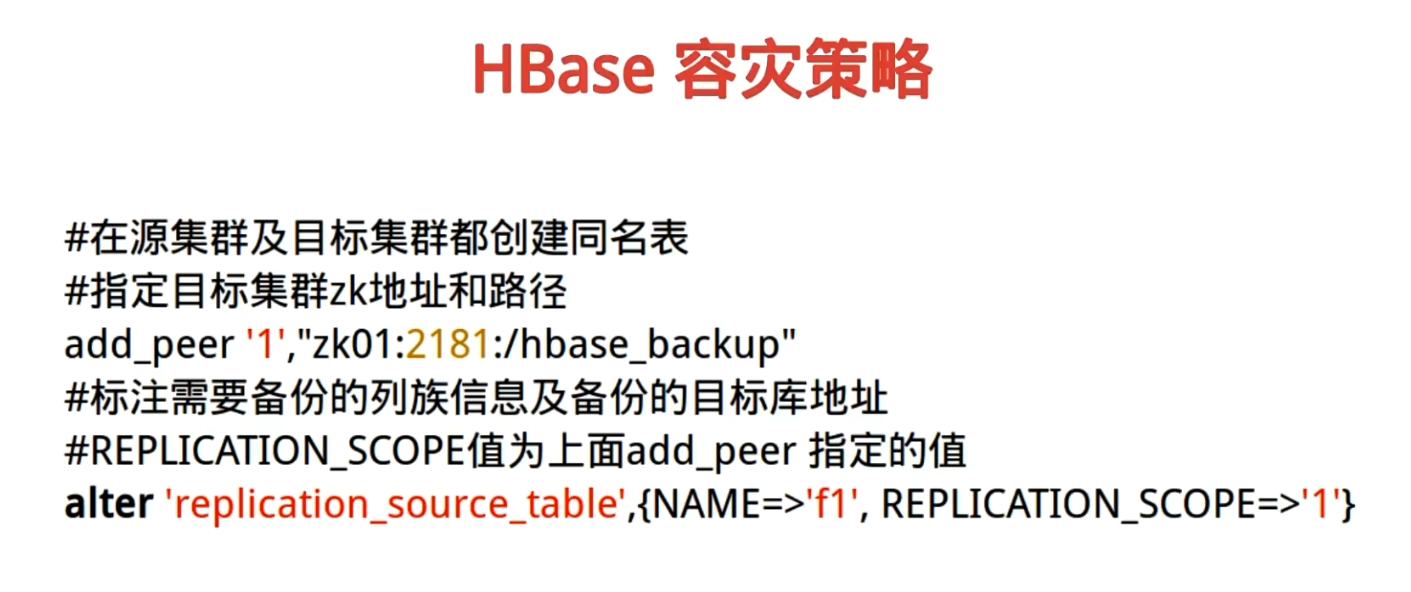 HBase 容灾策略
#在源集群及目标集群都创建同名表
#指定目标集群zk地址和路径
add_peer '1',"zk01:2181:/hbase_backup"
#标注需要备份的列族信息及备份的目标库地址
#REPLICATION_SCOPE值为上面add_peer 指定的值
alter 'replication_source_table',{NAME=>'f1', REPLICATION_SCOPE=>'1'}